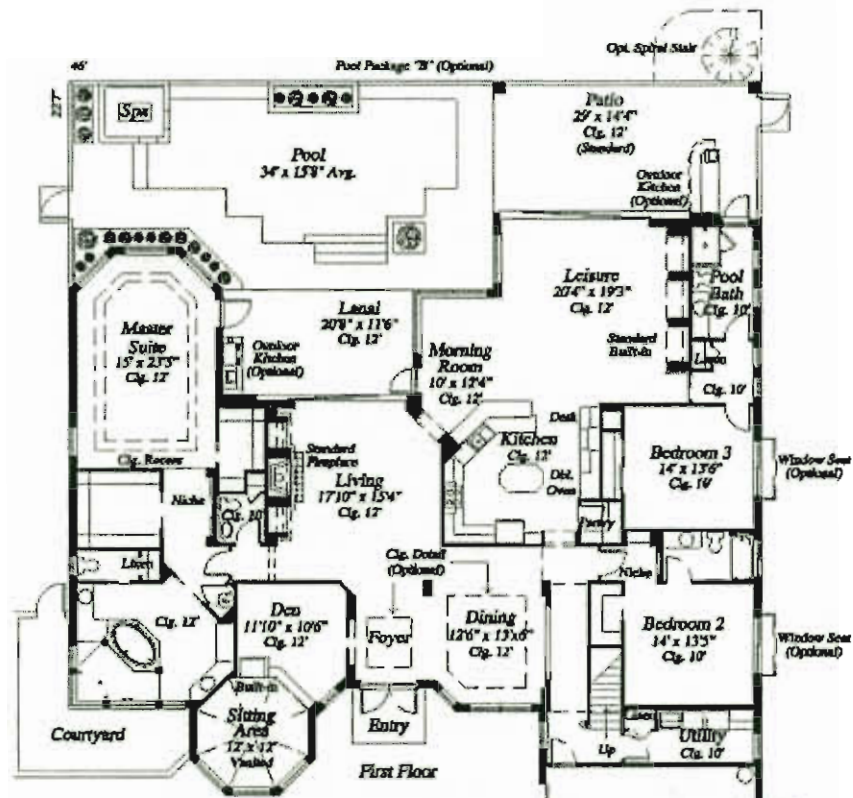 Opt. Spiral Stair
46'
Pool Package "B" (Optional)
22'7"
Spa
Patio
29' x 14'4"
Clg. 12'
(Standard)
Pool
34' x 15'8" Avg.
Outdoor
Kitchen
(Optional)
Leisure
20'4" x 19'3"
Clg. 12'
Pool
Bath
Clg. 10'
Lanai
20'8" x 11'6"
Clg. 12'
Master
Suite
15' x 23'5"
Clg. 12'
Outdoor
Kitchen
(Optional)
Standard
Built-in
Morning
Room
10' x 12'4"
Clg. 12'
Linen
Clg. 10'
Desk
Kitchen
Clg. 12'
Bedroom 3
14' x 13'6"
Clg. 10'
Window Seat
(Optional)
Clg. Recess
Standard
Fireplace
Living
17'10" x 15'4"
Clg. 12'
Dbl.
Oven
Niche
Clg. 10'
Pantry
Linen
Clg. Detail
(Optional)
Niche
Den
11'10" x 10'6"
Clg. 12'
Clg. 12'
Foyer
Dining
12'6" x 13'x6"
Clg. 12'
Bedroom 2
14' x 13'5"
Clg. 10'
Window Seat
(Optional)
Built-in
Sitting
Area
12' x 12'
Vaulted
Entry
Courtyard
Up
Utility
Clg. 10'
First Floor